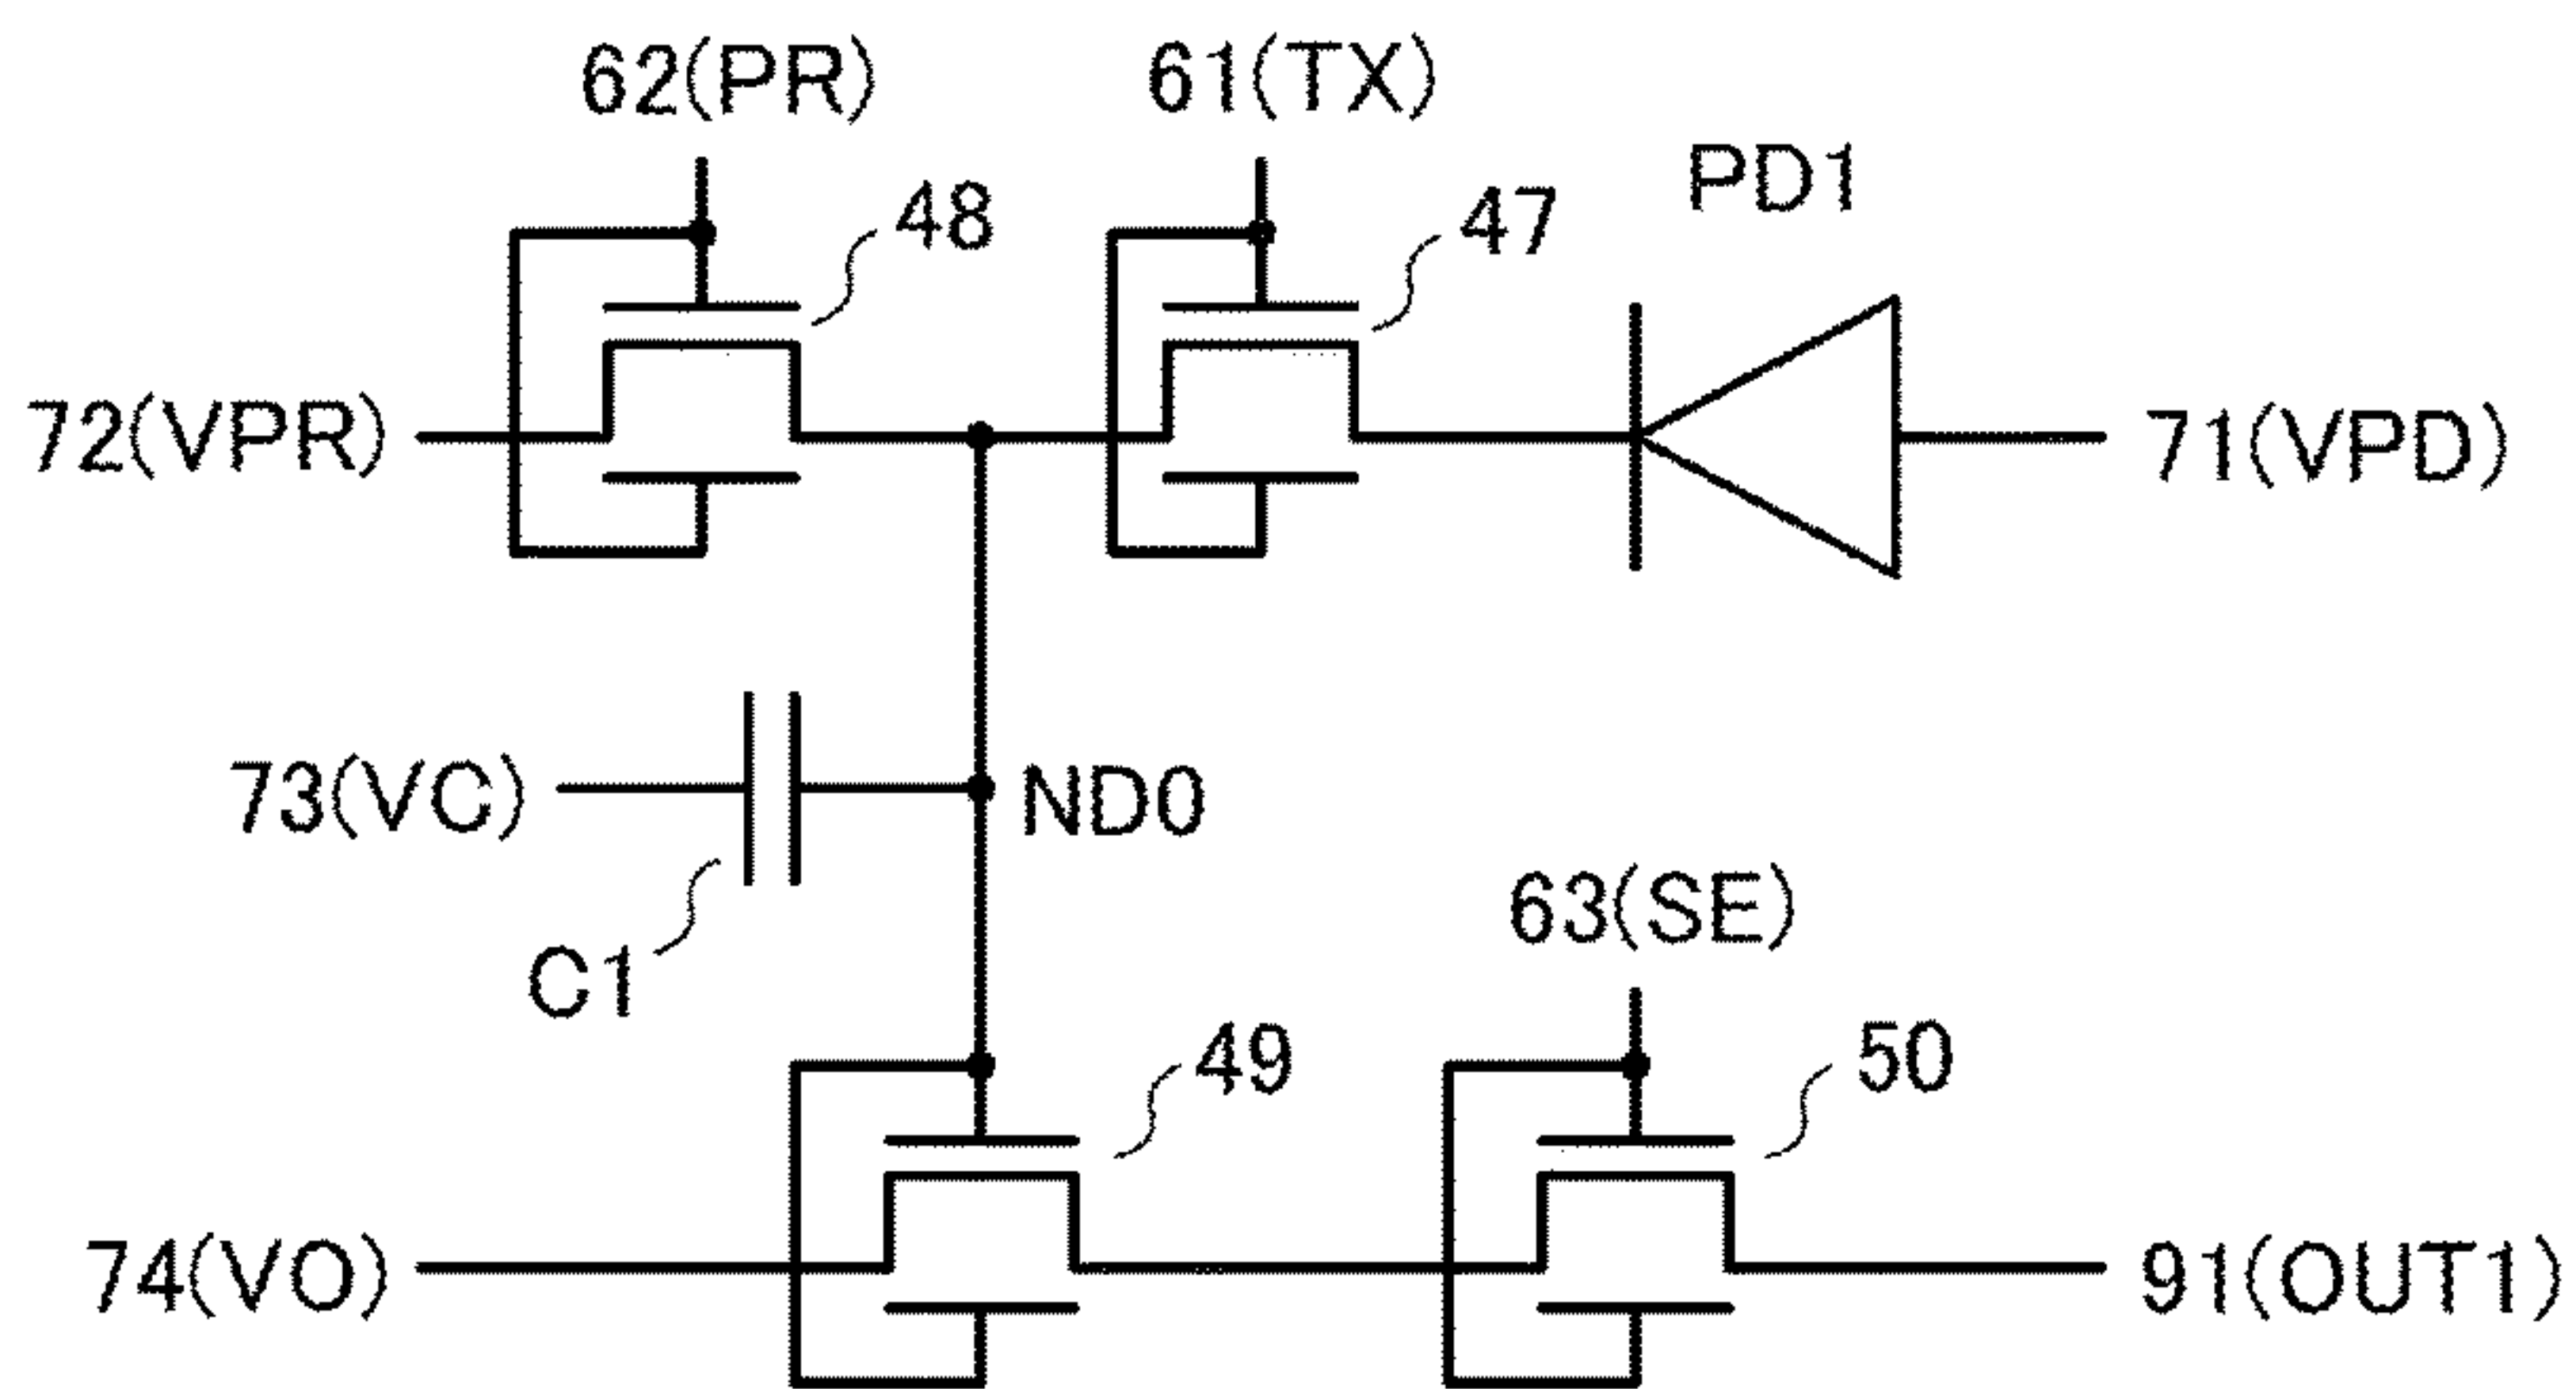 62(PR)
61(TX)
PD1
48
47
72(VPR)
71(VPD)
73(VC)
ND0
C1
63(SE)
49
50
74(VO)
91(OUT1)